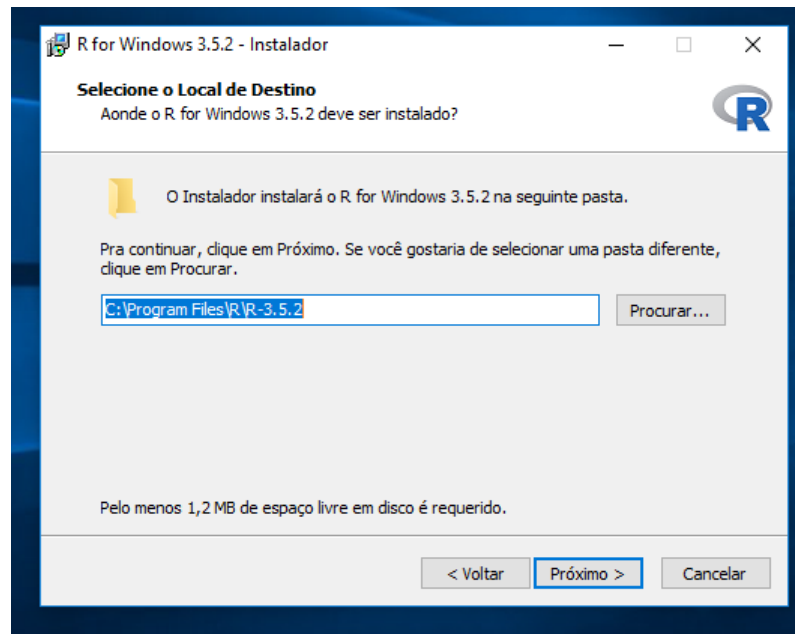 R for Windows 3.5.2 - Instalador
Selecione o Local de Destino
Aonde o R for Windows 3.5.2 deve ser instalado?
R
O Instalador instalará o R for Windows 3.5.2 na seguinte pasta.
Pra continuar, clique em Próximo. Se você gostaria de selecionar uma pasta diferente,
clique em Procurar.
C:\Program Files\R\R-3.5.2
Procurar...
Pelo menos 1,2 MB de espaço livre em disco é requerido.
< Voltar
Próximo >
Cancelar